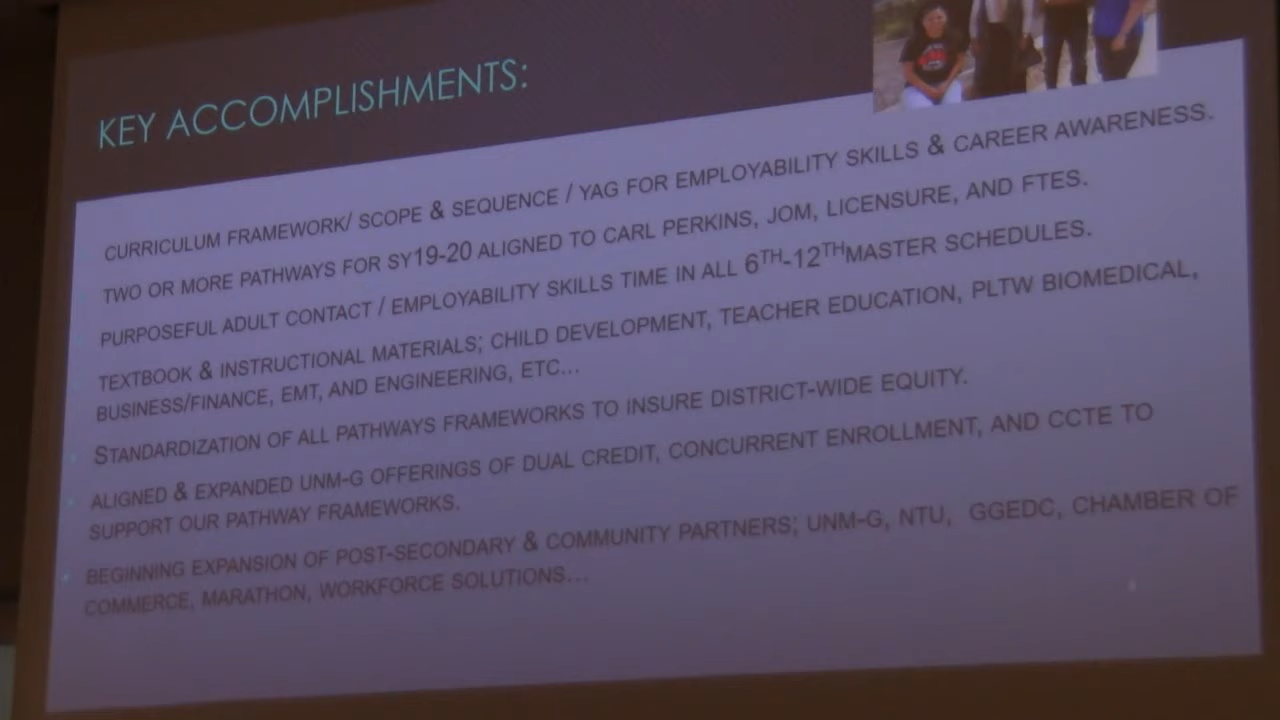 KEY ACCOMPLISHMENTS:
CURRICULUM FRAMEWORK/ SCOPE & SEQUENCE / YAG FOR EMPLOYABILITY SKILLS & CAREER AWARENESS.
TWO OR MORE PATHWAYS FOR SY19-20 ALIGNED TO CARL PERKINS, JOM, LICENSURE, AND FTES.
PURPOSEFUL ADULT CONTACT / EMPLOYABILITY SKILLS TIME IN ALL 6TH-12TH MASTER SCHEDULES.
TEXTBOOK & INSTRUCTIONAL MATERIALS; CHILD DEVELOPMENT, TEACHER EDUCATION, PLTW BIOMEDICAL,
BUSINESS/FINANCE, EMT, AND ENGINEERING, ETC...
STANDARDIZATION OF ALL PATHWAYS FRAMEWORKS TO INSURE DISTRICT-WIDE EQUITY.
ALIGNED & EXPANDED UNM-G OFFERINGS OF DUAL CREDIT, CONCURRENT ENROLLMENT, AND CCTE TO
SUPPORT OUR PATHWAY FRAMEWORKS.
BEGINNING EXPANSION OF POST-SECONDARY & COMMUNITY PARTNERS; UNM-G, NTU, GGEDC, CHAMBER OF
COMMERCE, MARATHON, WORKFORCE SOLUTIONS...